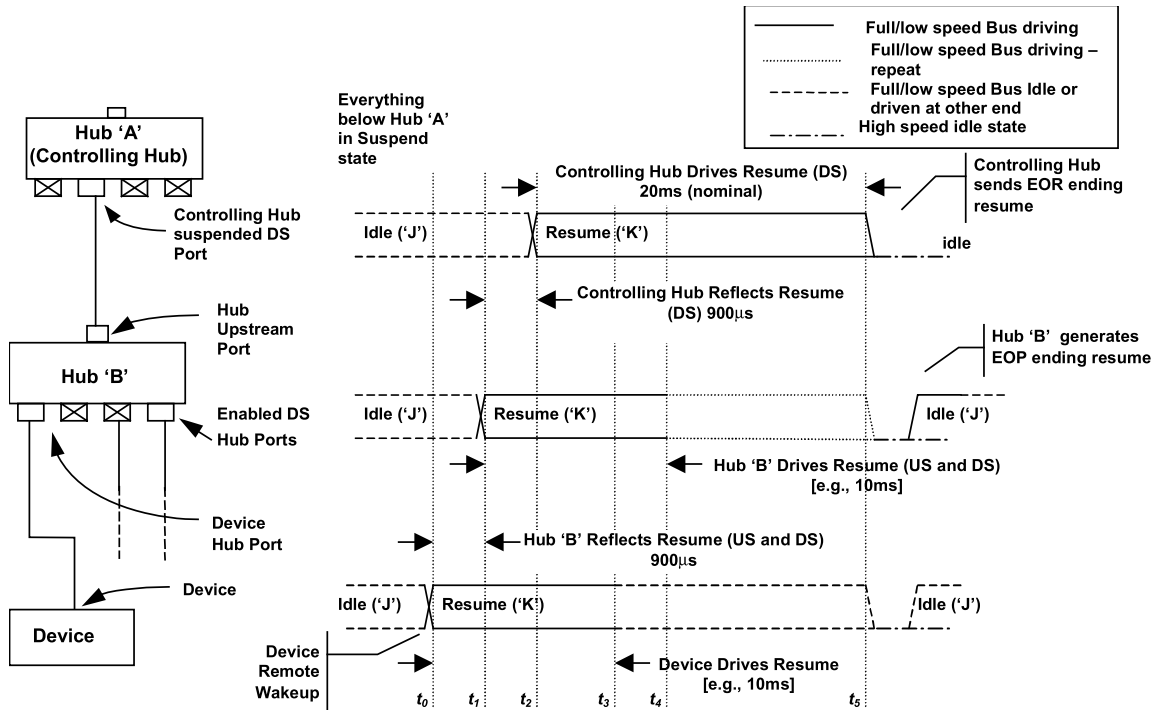 Full/low speed Bus driving
Full/low speed Bus driving –
repeat
Full/low speed Bus Idle or
driven at other end
High speed idle state
Everything
below Hub ‘A’
in Suspend
state
Hub ‘A’
(Controlling Hub)
Controlling Hub
suspended DS
Port
Controlling Hub Drives Resume (DS)
20ms (nominal)
Controlling Hub
sends EOR ending
resume
Idle (‘J’)
Resume (‘K’)
idle
Controlling Hub Reflects Resume
(DS) 900μs
Hub
Upstream
Port
Hub ‘B’
Hub ‘B’ generates
EOP ending resume
Enabled DS
Hub Ports
Idle (‘J’)
Resume (‘K’)
Idle (‘J’)
Hub ‘B’ Drives Resume (US and DS)
[e.g., 10ms]
Device
Hub Port
Hub ‘B’ Reflects Resume (US and DS)
900μs
Device
Device
Idle (‘J’)
Resume (‘K’)
Idle (‘J’)
Device
Remote
Wakeup
Device Drives Resume
[e.g., 10ms]
t0 t1 t2 t3 t4 t5